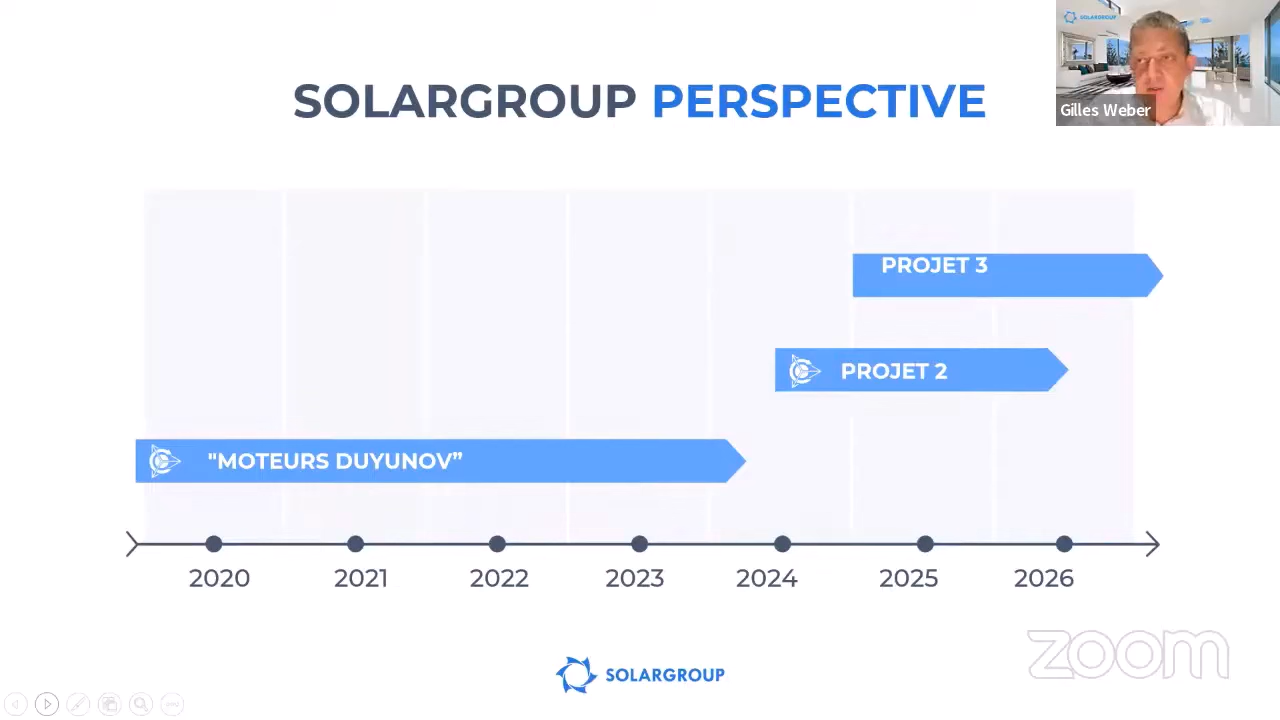 SOLARGROUP
Gilles Weber
SOLARGROUP PERSPECTIVE
PROJET 3
PROJET 2
"MOTEURS DUYUNOV”
2020 2021 2022 2023 2024 2025 2026
SOLARGROUP
zoom